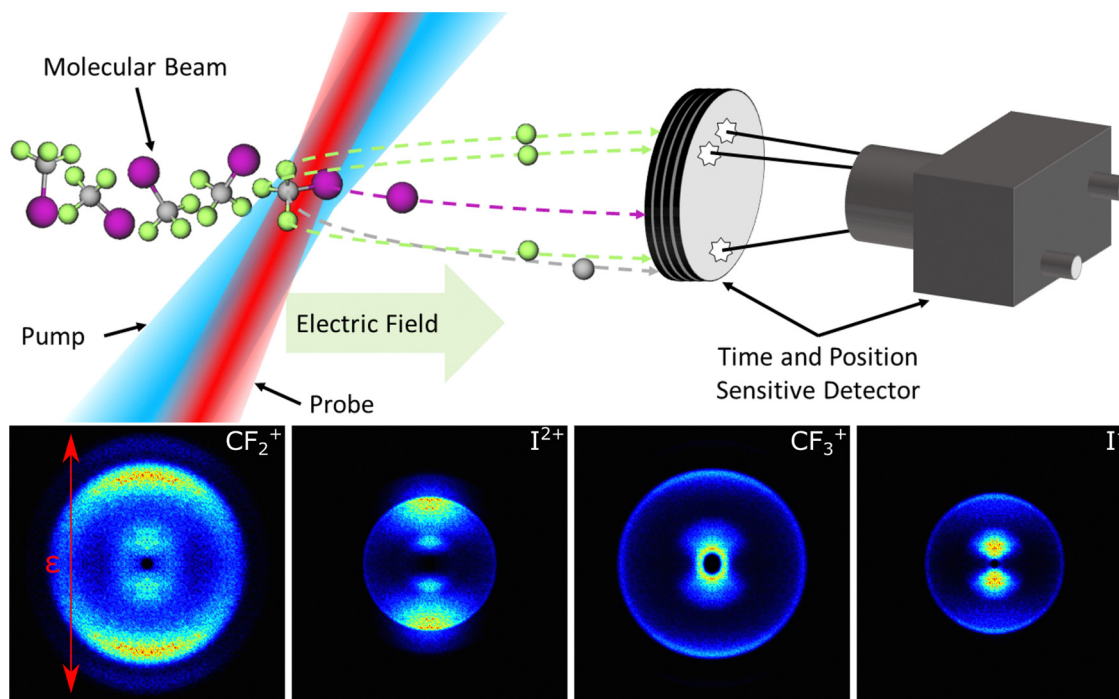 Molecular Beam
Pump
Electric Field
Probe
Time and Position
Sensitive Detector
CF₂⁺
I²⁺
CF₃⁺
I⁺
ε